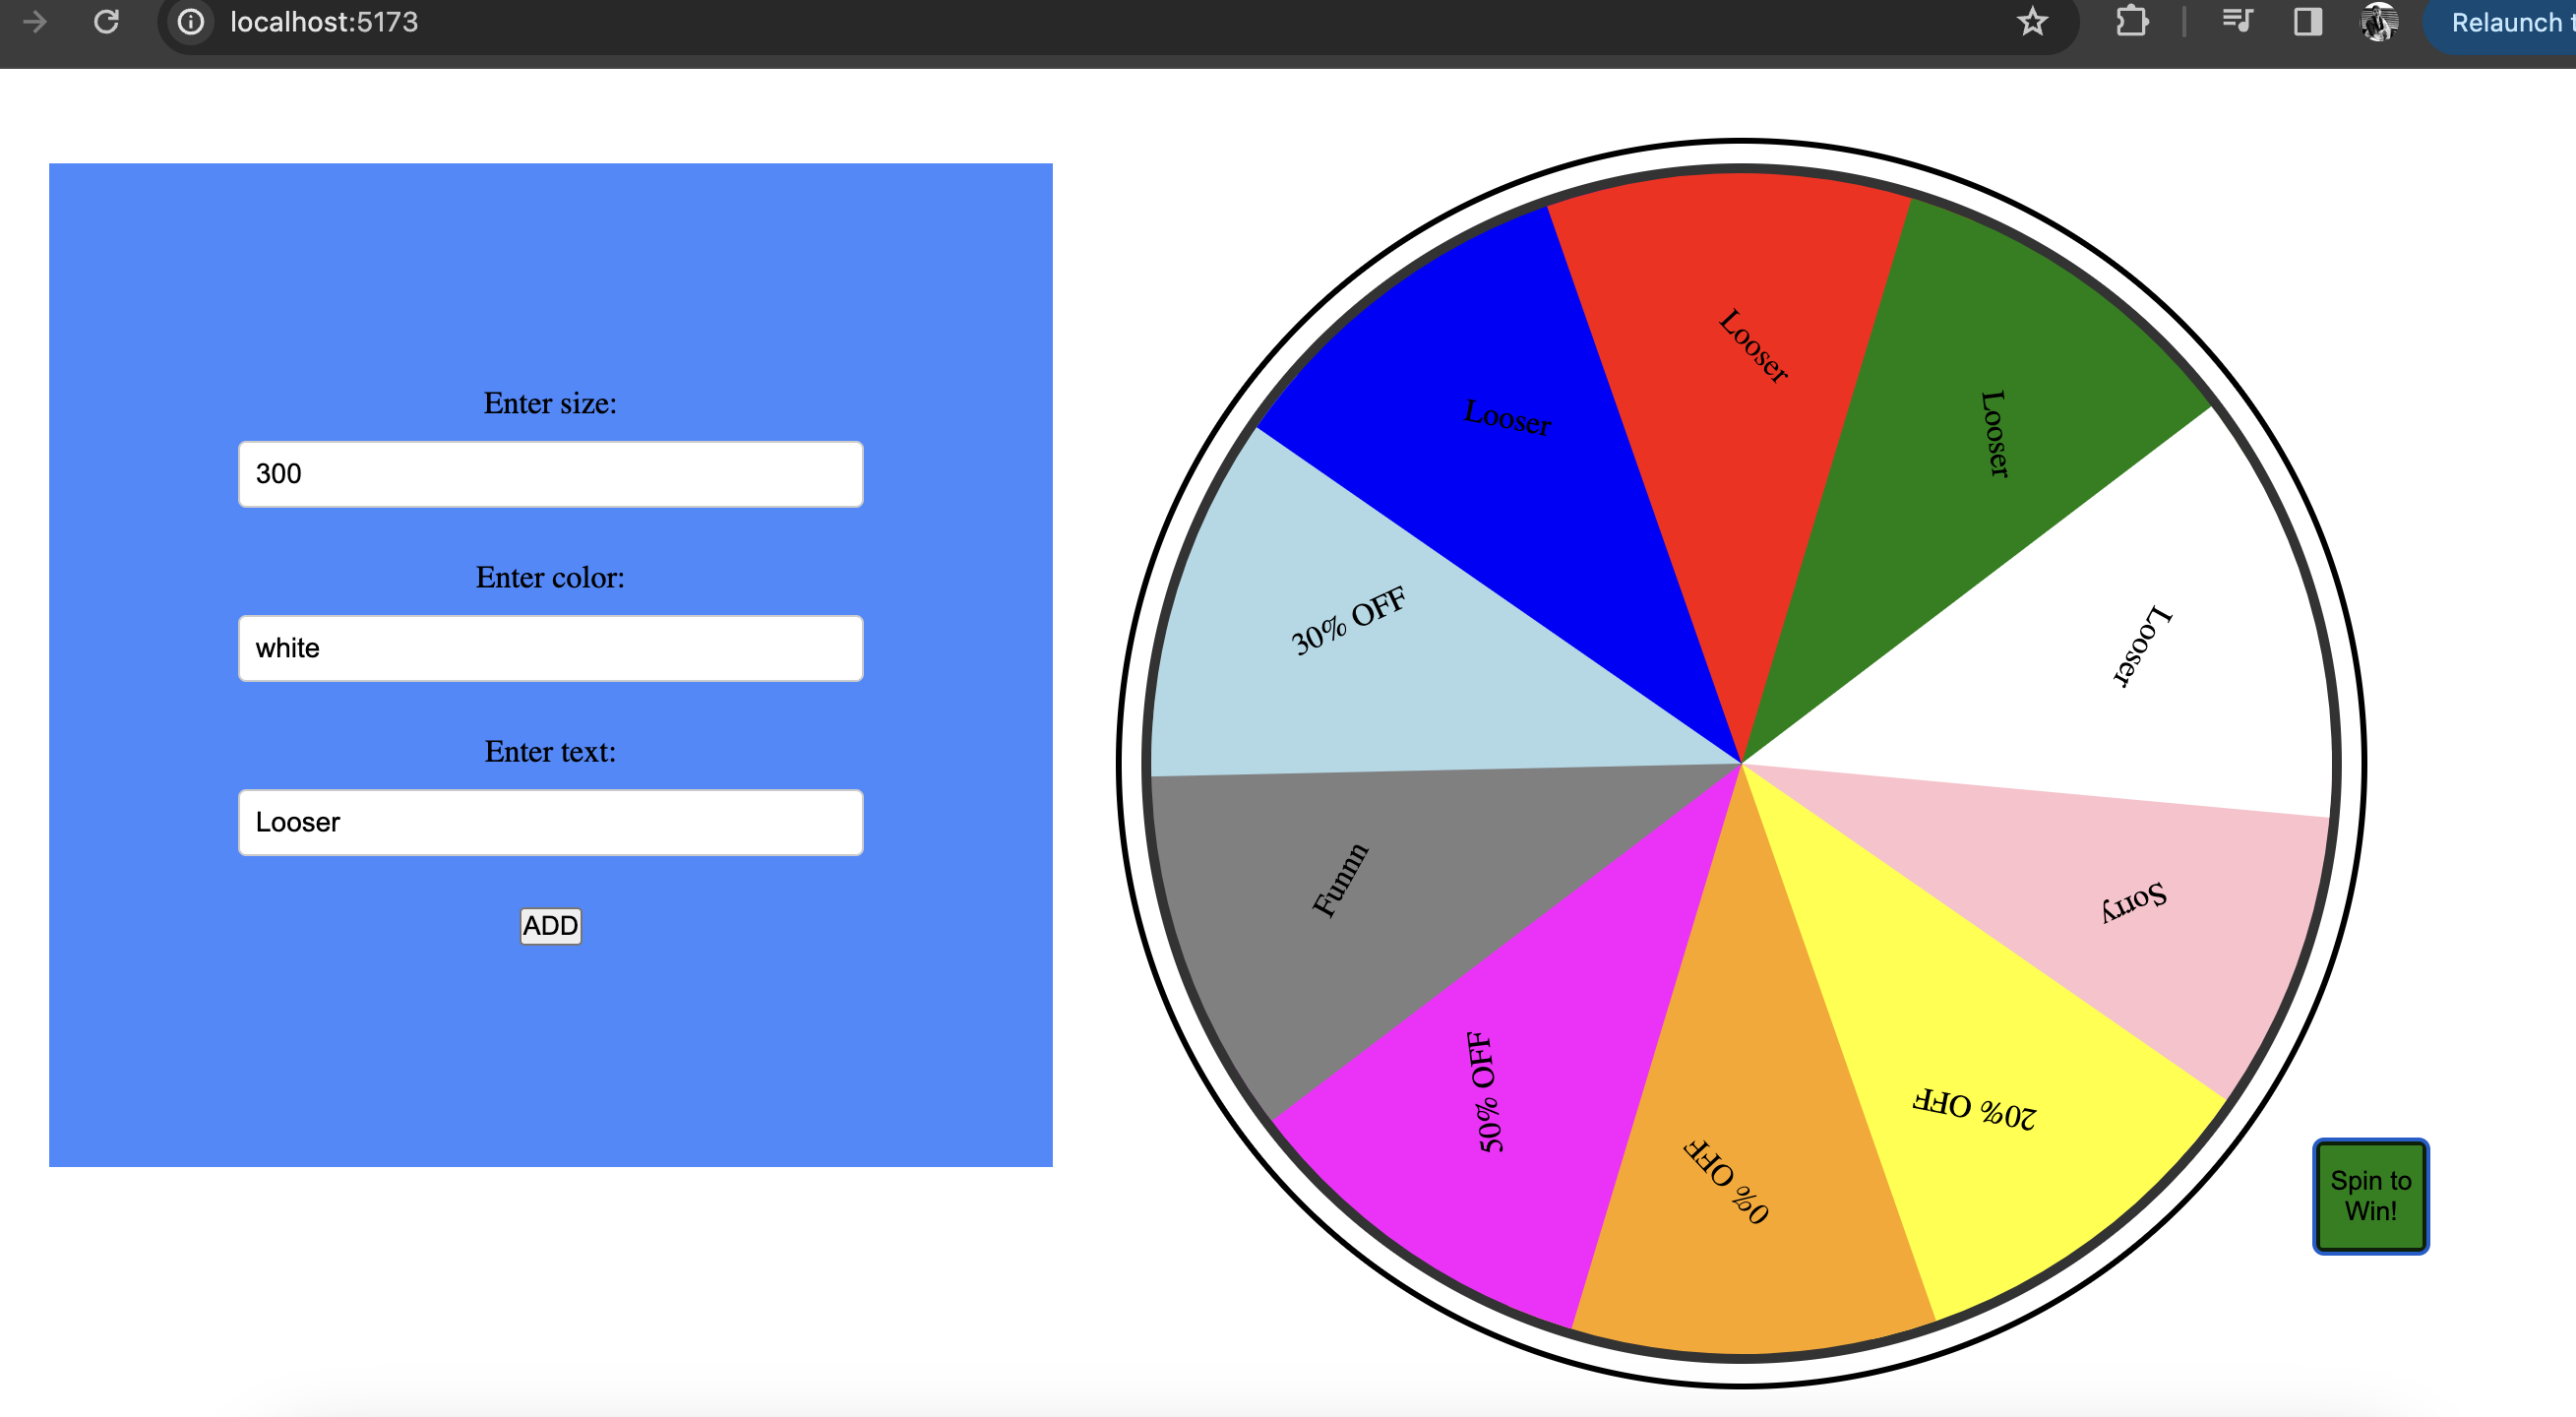 localhost:5173
Relaunch t
Enter size:
300
Enter color:
white
Enter text:
Looser
ADD
Looser
Looser
Looser
Looser
30% OFF
Funnn
Sorry
50% OFF
0% OFF
20% OFF
Spin to
Win!